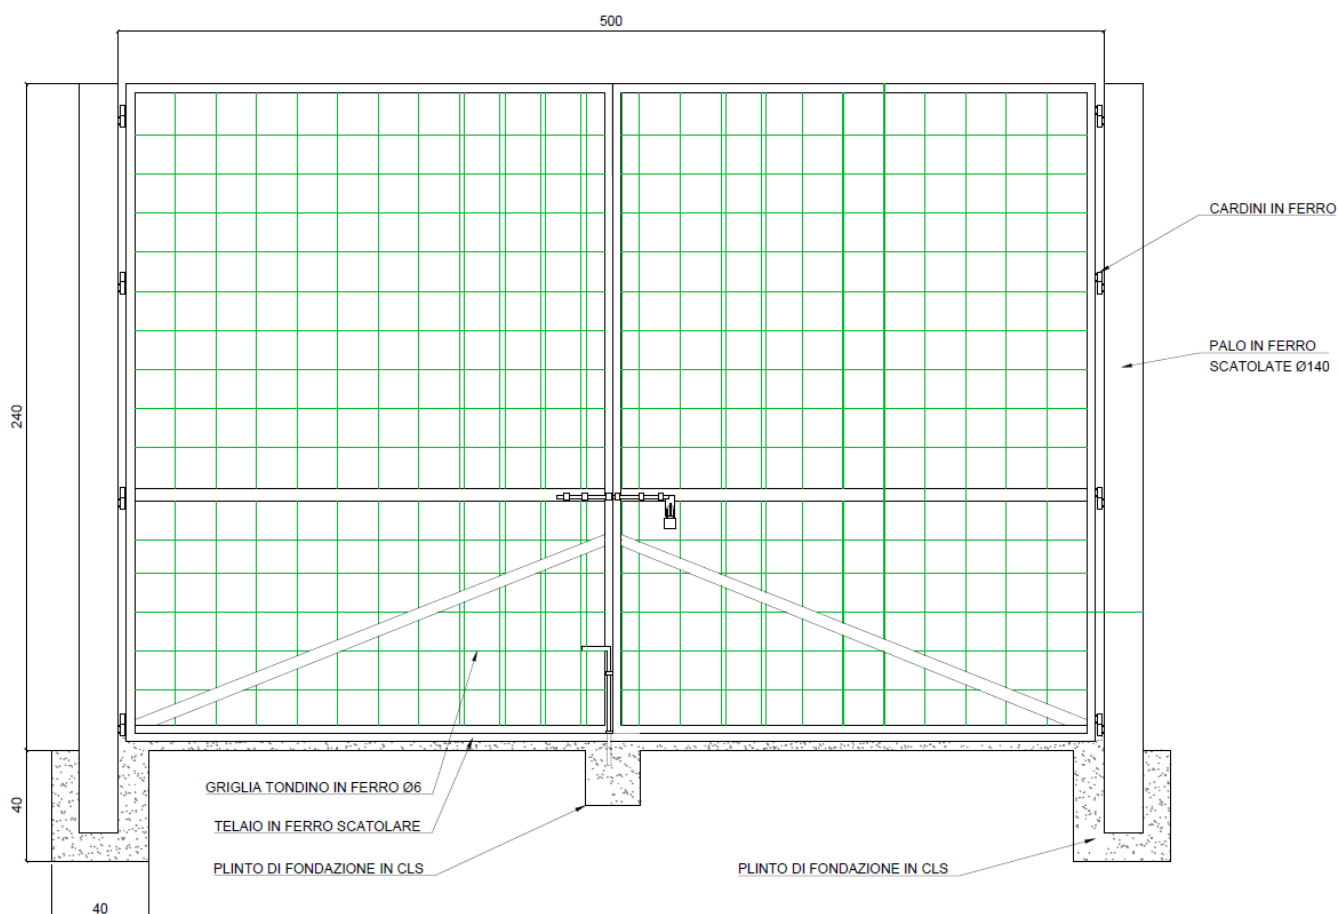 500
CARDINI IN FERRO
PALO IN FERRO
SCATOLATE Ø140
240
GRIGLIA TONDINO IN FERRO Ø6
40
TELAIO IN FERRO SCATOLARE
PLINTO DI FONDAZIONE IN CLS
PLINTO DI FONDAZIONE IN CLS
40